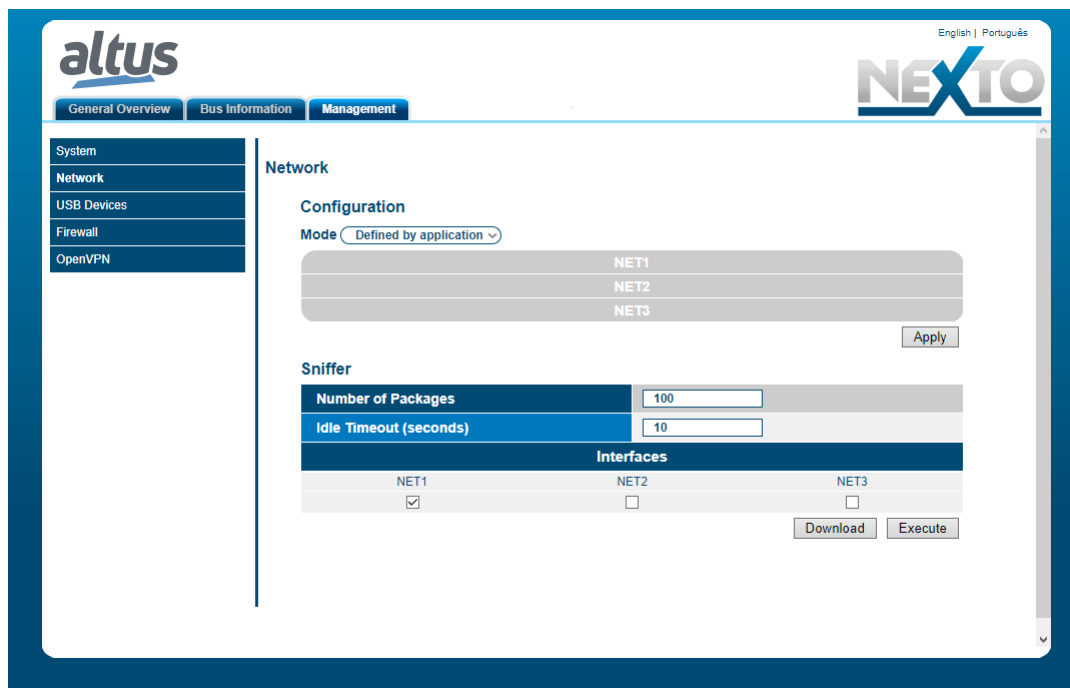 English | Português
altus
NEXTO
General Overview Bus Information Management
System
Network
USB Devices
Firewall
OpenVPN
Network
Configuration
Mode Defined by application
NET1
NET2
NET3
Apply
Sniffer
Number of Packages 100
Idle Timeout (seconds) 10
Interfaces
NET1 NET2 NET3
Download Execute